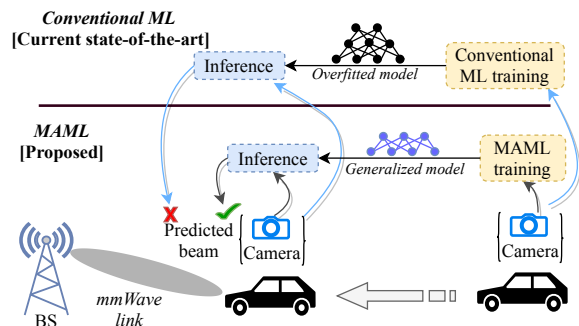 Conventional ML
[Current state-of-the-art]
Inference
Overfitted model
Conventional
ML training
MAML
[Proposed]
Inference
Generalized model
MAML
training
Predicted
beam
Camera
Camera
BS
mmWave
link